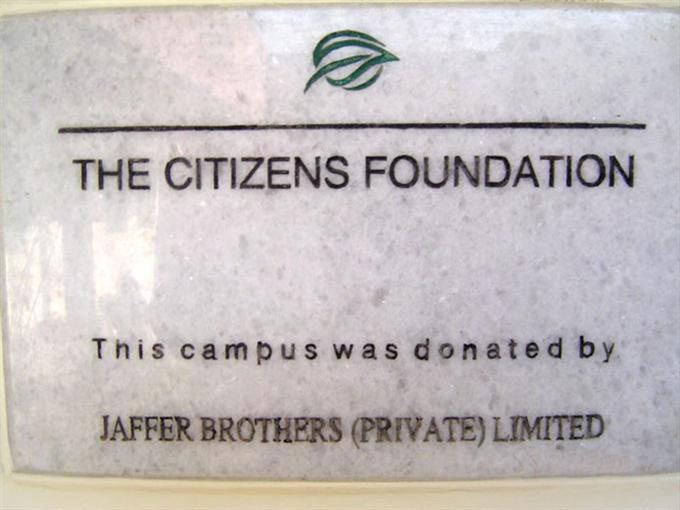 THE CITIZENS FOUNDATION
This campus was donated by
JAFFER BROTHERS (PRIVATE) LIMITED